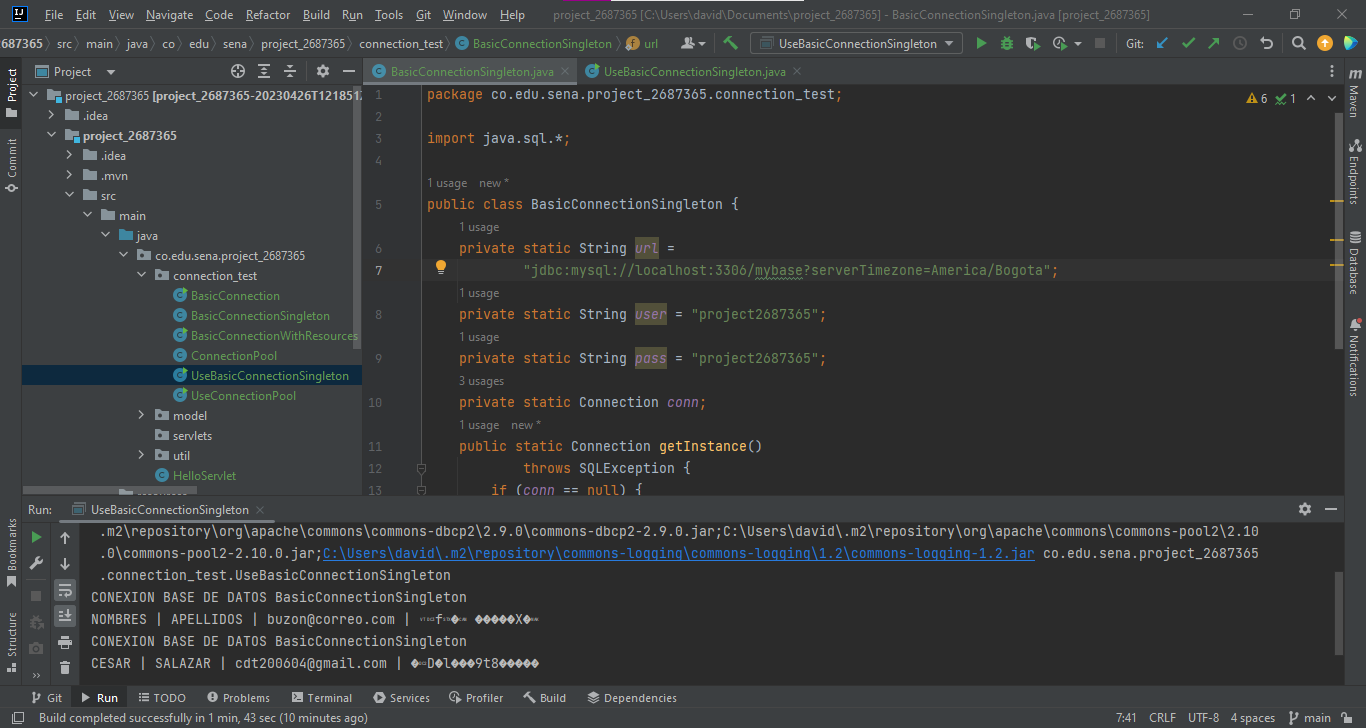 File Edit View Navigate Code Refactor Build Run Tools Git Window Help project_2687365 [C:\Users\david\Documents\project_2687365] - BasicConnectionSingleton.java [project_2687365]
87365 src main java co edu sena project_2687365 connection_test BasicConnectionSingleton url UseBasicConnectionSingleton Git:
Project
BasicConnectionSingleton.java UseBasicConnectionSingleton.java
project_2687365 [project_2687365-20230426T121851
.idea
project_2687365
.idea
.mvn
src
main
java
co.edu.sena.project_2687365
connection_test
BasicConnection
BasicConnectionSingleton
BasicConnectionWithResources
ConnectionPool
UseBasicConnectionSingleton
UseConnectionPool
model
servlets
util
HelloServlet
1 package co.edu.sena.project_2687365.connection_test;
6 1
2
3 import java.sql.*;
4
1 usage new *
5 public class BasicConnectionSingleton {
1 usage
6 private static String url =
7 "jdbc:mysql://localhost:3306/mybase?serverTimezone=America/Bogota";
1 usage
8 private static String user = "project2687365";
1 usage
9 private static String pass = "project2687365";
3 usages
10 private static Connection conn;
1 usage new *
11 public static Connection getInstance()
12 throws SQLException {
13 if (conn == null) {
Project
Commit
Bookmarks
Structure
Maven
Endpoints
Database
Notifications
Run: UseBasicConnectionSingleton
.m2\repository\org\apache\commons\commons-dbcp2\2.9.0\commons-dbcp2-2.9.0.jar;C:\Users\david\.m2\repository\org\apache\commons\commons-pool2\2.10
.0\commons-pool2-2.10.0.jar;C:\Users\david\.m2\repository\commons-logging\commons-logging\1.2\commons-logging-1.2.jar co.edu.sena.project_2687365
.connection_test.UseBasicConnectionSingleton
CONEXION BASE DE DATOS BasicConnectionSingleton
NOMBRES | APELLIDOS | buzon@correo.com |
CONEXION BASE DE DATOS BasicConnectionSingleton
CESAR | SALAZAR | cdt200604@gmail.com |
Git Run TODO Problems Terminal Services Profiler Build Dependencies
Build completed successfully in 1 min, 43 sec (10 minutes ago) 7:41 CRLF UTF-8 4 spaces main